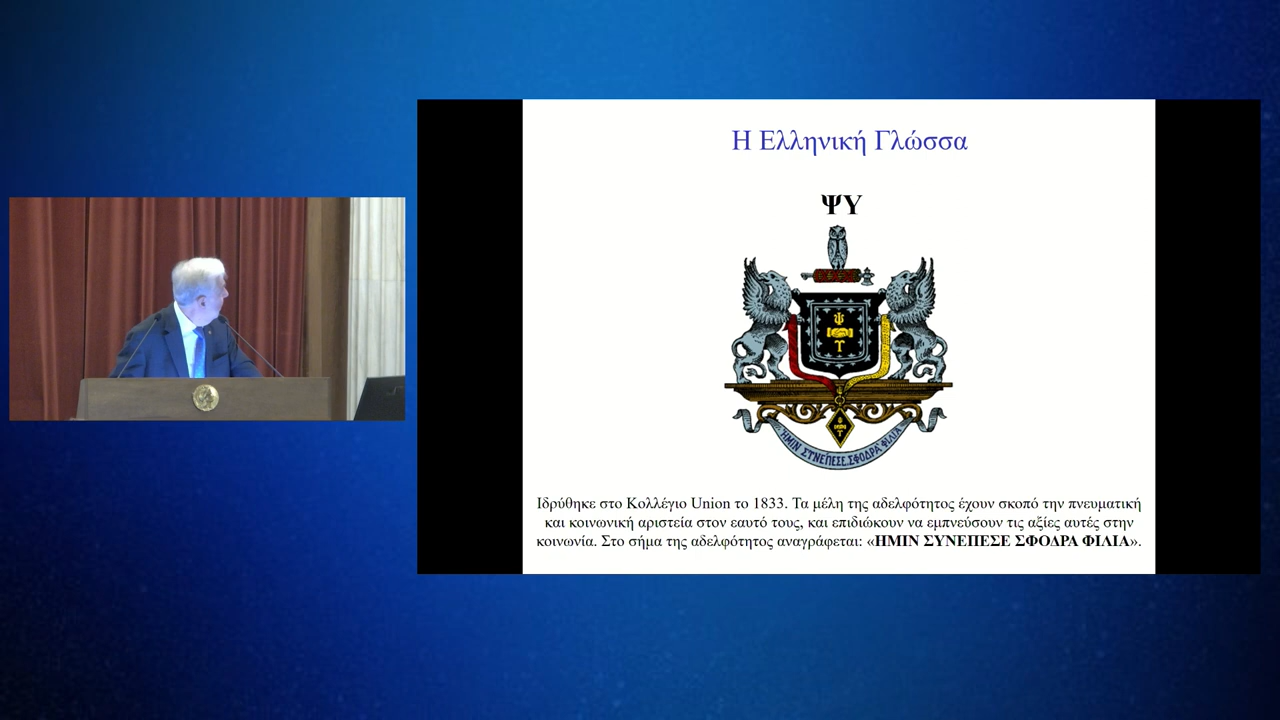 Η Ελληνική Γλώσσα
ΨΥ
Ψ
Υ
ΗΜΙΝ ΣΥΝΕΠΕΣΕ ΣΦΟΔΡΑ ΦΙΛΙΑ
Ιδρύθηκε στο Κολλέγιο Union το 1833. Τα μέλη της αδελφότητος έχουν σκοπό την πνευματική
και κοινωνική αριστεία στον εαυτό τους, και επιδιώκουν να εμπνεύσουν τις αξίες αυτές στην
κοινωνία. Στο σήμα της αδελφότητος αναγράφεται: «ΗΜΙΝ ΣΥΝΕΠΕΣΕ ΣΦΟΔΡΑ ΦΙΛΙΑ».